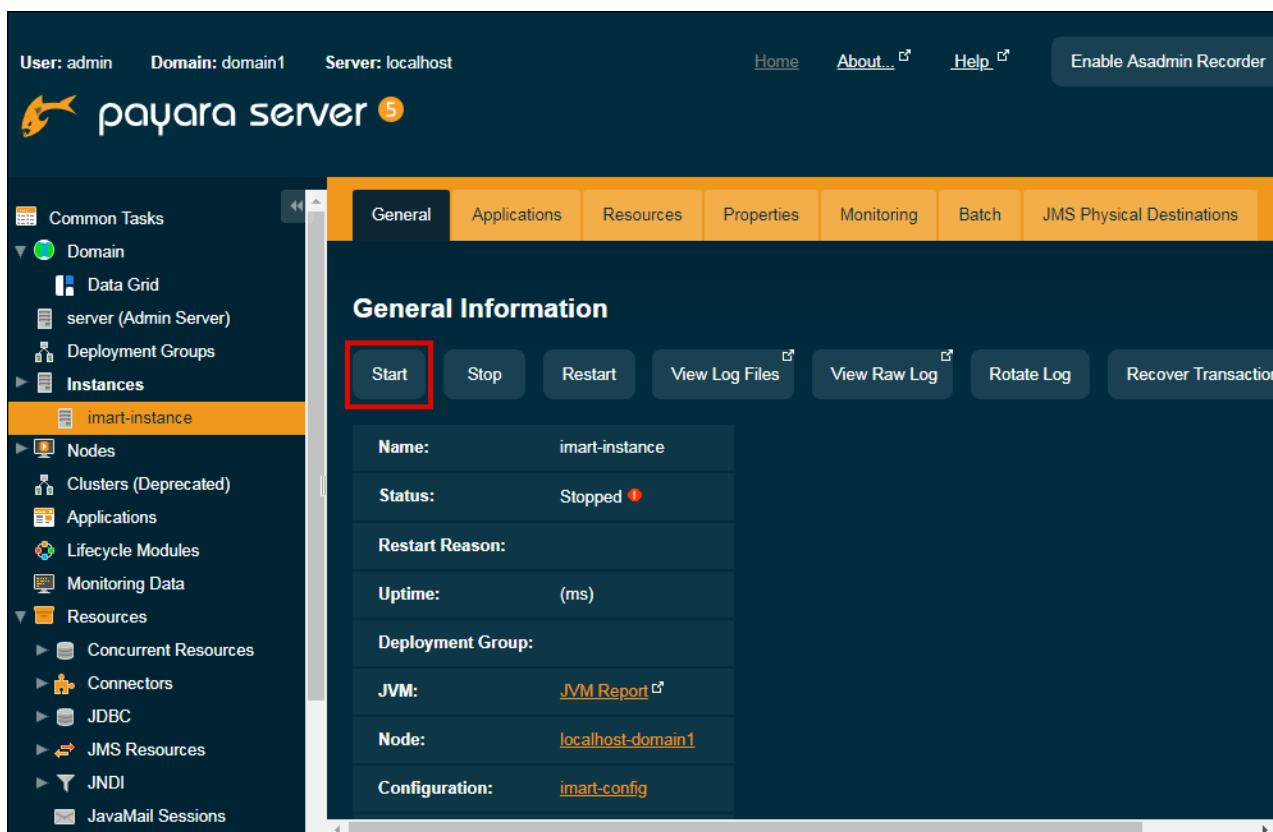 User: admin Domain: domain1 Server: localhost Home About... Help Enable Asadmin Recorder
payara server 5
Common Tasks
Domain
Data Grid
server (Admin Server)
Deployment Groups
Instances
imart-instance
Nodes
Clusters (Deprecated)
Applications
Lifecycle Modules
Monitoring Data
Resources
Concurrent Resources
Connectors
JDBC
JMS Resources
JNDI
JavaMail Sessions
General Applications Resources Properties Monitoring Batch JMS Physical Destinations
General Information
Start Stop Restart View Log Files View Raw Log Rotate Log Recover Transaction
Name: imart-instance
Status: Stopped
Restart Reason:
Uptime: (ms)
Deployment Group:
JVM: JVM Report
Node: localhost-domain1
Configuration: imart-config